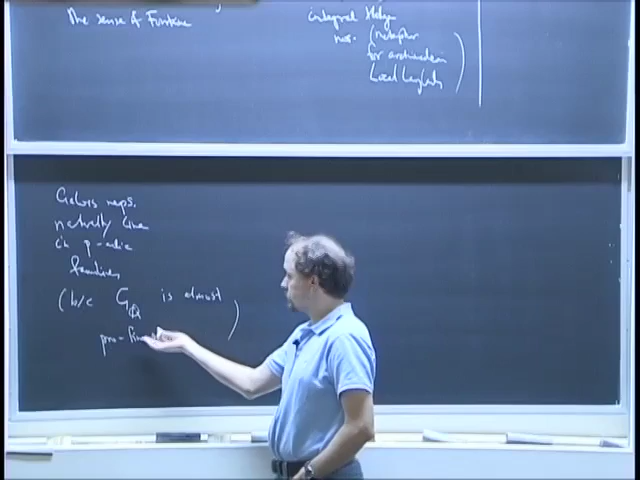 the sense of Fontaine
integral Hodge
nos. (metaphor
for archimedean
Local Langlands )
Galois reps.
naturally live
in p-adic
families
(b/c G_Q is almost
pro-finite )